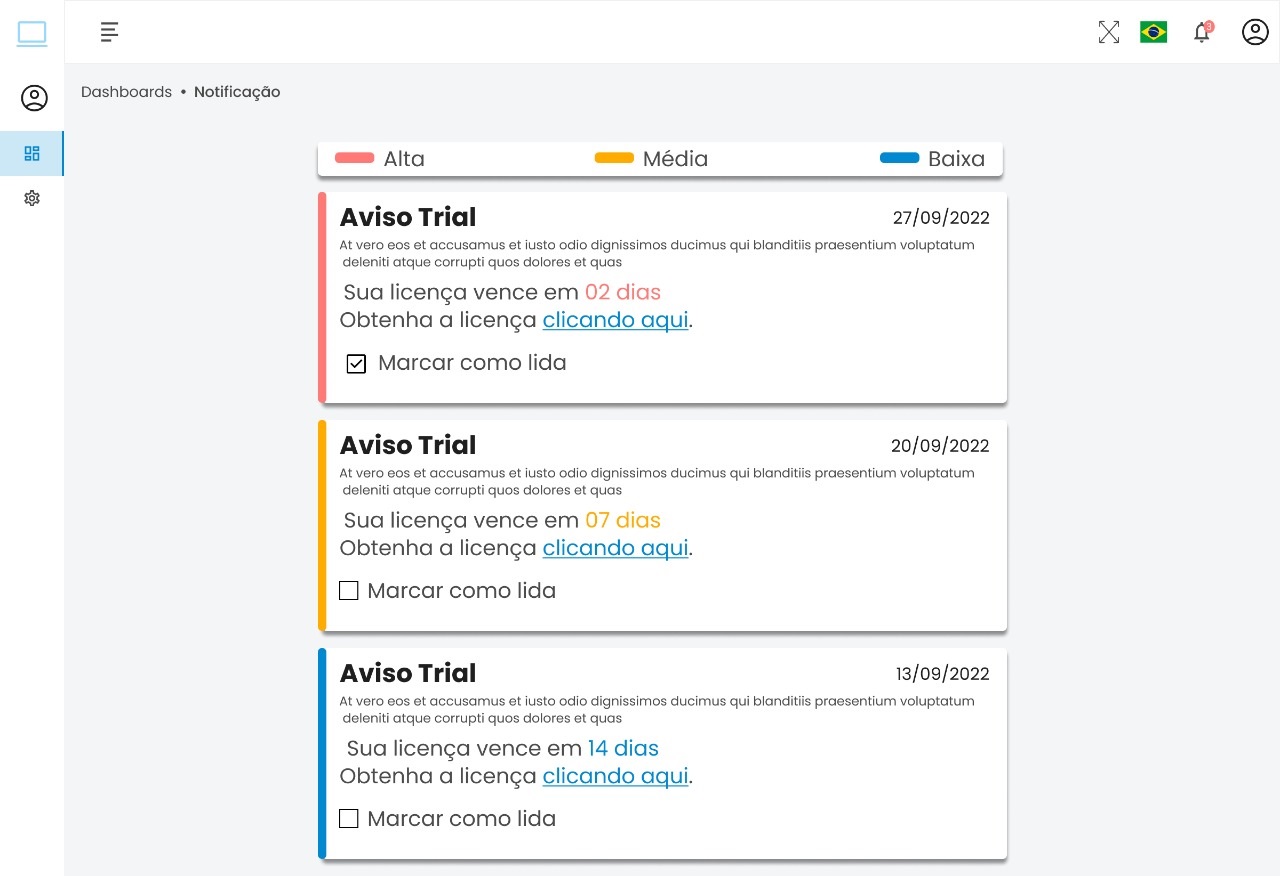 3
Dashboards • Notificação
Alta Média Baixa
Aviso Trial 27/09/2022
At vero eos et accusamus et iusto odio dignissimos ducimus qui blanditiis praesentium voluptatum
deleniti atque corrupti quos dolores et quas
Sua licença vence em 02 dias
Obtenha a licença clicando aqui.
Marcar como lida
Aviso Trial 20/09/2022
At vero eos et accusamus et iusto odio dignissimos ducimus qui blanditiis praesentium voluptatum
deleniti atque corrupti quos dolores et quas
Sua licença vence em 07 dias
Obtenha a licença clicando aqui.
Marcar como lida
Aviso Trial 13/09/2022
At vero eos et accusamus et iusto odio dignissimos ducimus qui blanditiis praesentium voluptatum
deleniti atque corrupti quos dolores et quas
Sua licença vence em 14 dias
Obtenha a licença clicando aqui.
Marcar como lida